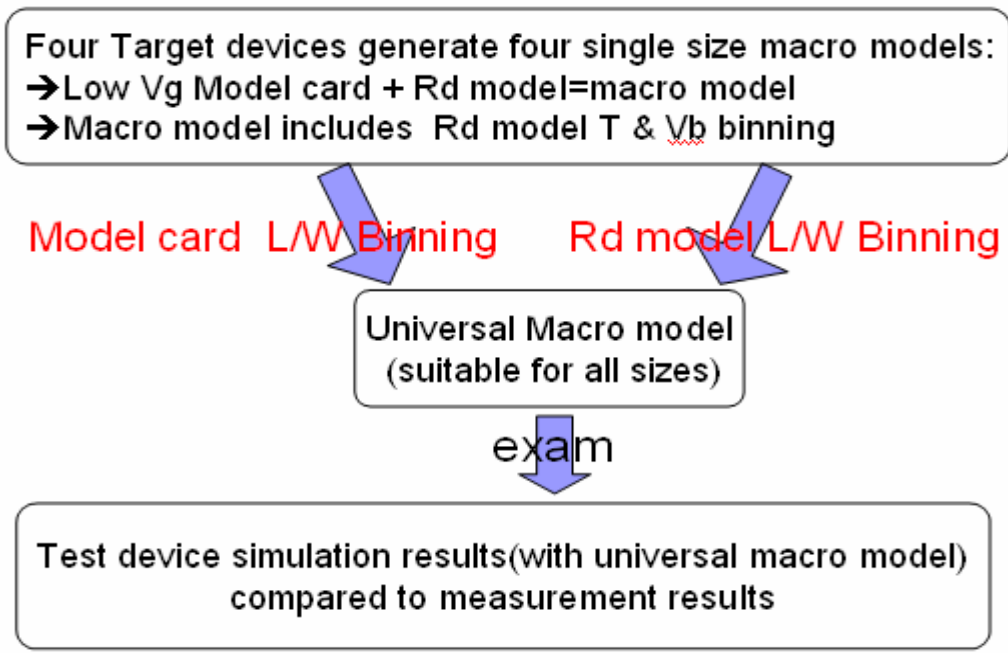 Four Target devices generate four single size macro models:
➔Low Vg Model card + Rd model=macro model
➔Macro model includes Rd model T & Vb binning
Model card L/W Binning
Rd model L/W Binning
Universal Macro model
(suitable for all sizes)
exam
Test device simulation results(with universal macro model)
compared to measurement results